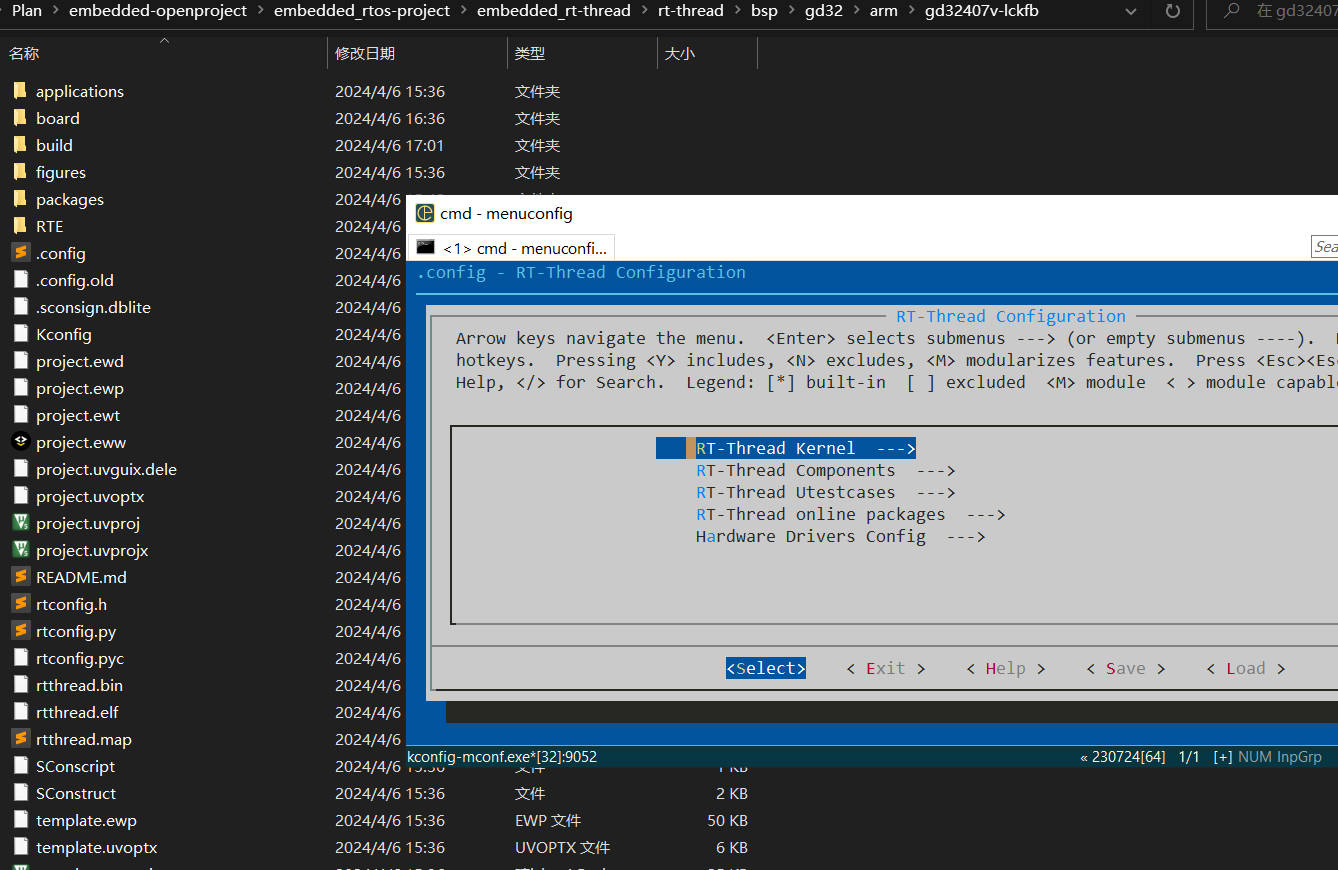 Plan > embedded-openproject > embedded_rtos-project > embedded_rt-thread > rt-thread > bsp > gd32 > arm > gd32407v-lckfb 在 gd32407
名称 修改日期 类型 大小
applications 2024/4/6 15:36 文件夹
board 2024/4/6 16:36 文件夹
build 2024/4/6 17:01 文件夹
figures 2024/4/6 15:36 文件夹
packages 2024/4/6
RTE 2024/4/6
.config 2024/4/6
.config.old 2024/4/6
.sconsign.dblite 2024/4/6
Kconfig 2024/4/6
project.ewd 2024/4/6
project.ewp 2024/4/6
project.ewt 2024/4/6
project.eww 2024/4/6
project.uvguix.dele 2024/4/6
project.uvoptx 2024/4/6
project.uvproj 2024/4/6
project.uvprojx 2024/4/6
README.md 2024/4/6
rtconfig.h 2024/4/6
rtconfig.py 2024/4/6
rtconfig.pyc 2024/4/6
rtthread.bin 2024/4/6
rtthread.elf 2024/4/6
rtthread.map 2024/4/6
SConscript 2024/4/6 15:36 文件 1 KB
SConstruct 2024/4/6 15:36 文件 2 KB
template.ewp 2024/4/6 15:36 EWP 文件 50 KB
template.uvoptx 2024/4/6 15:36 UVOPTX 文件 6 KB
cmd - menuconfig
<1> cmd - menuconfi... Sea
.config - RT-Thread Configuration
RT-Thread Configuration
Arrow keys navigate the menu. <Enter> selects submenus ---> (or empty submenus ----).
hotkeys. Pressing <Y> includes, <N> excludes, <M> modularizes features. Press <Esc><Es
Help, </> for Search. Legend: [*] built-in [ ] excluded <M> module < > module capabl
RT-Thread Kernel --->
RT-Thread Components --->
RT-Thread Utestcases --->
RT-Thread online packages --->
Hardware Drivers Config --->
<Select> < Exit > < Help > < Save > < Load >
kconfig-mconf.exe*[32]:9052 « 230724[64] 1/1 [+] NUM InpGrp